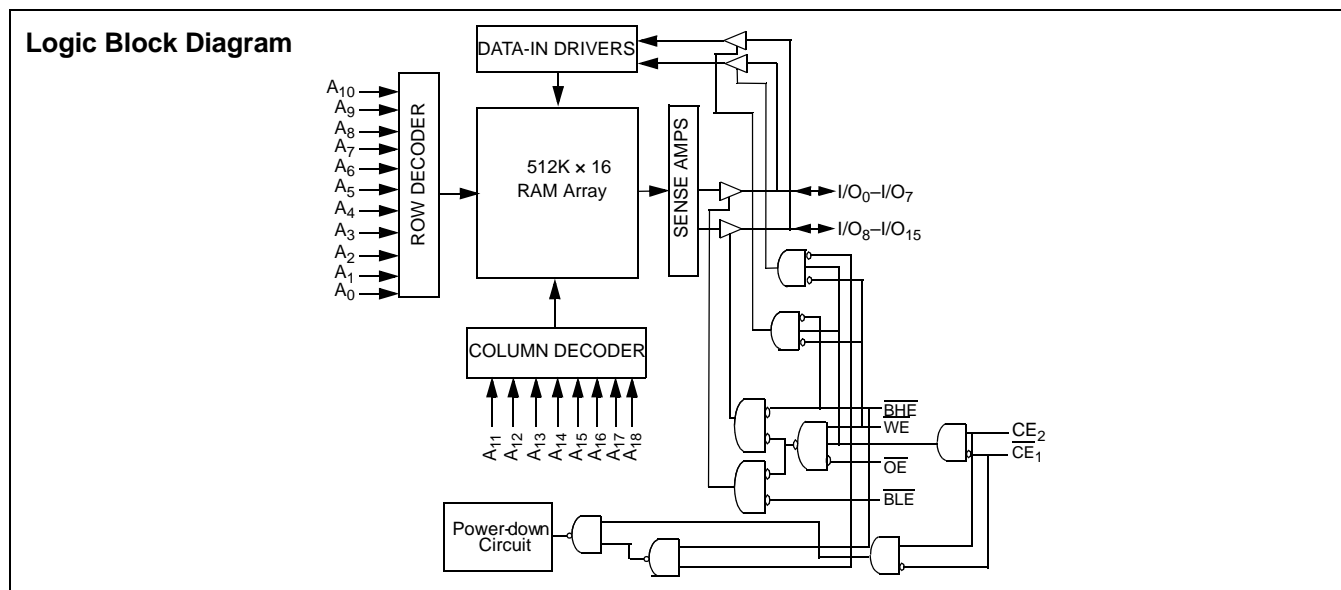 Logic Block Diagram
DATA-IN DRIVERS
A10
A9
A8
A7
A6
A5
A4
A3
A2
A1
A0
ROW DECODER
512K × 16
RAM Array
SENSE AMPS
I/O0–I/O7
I/O8–I/O15
COLUMN DECODER
A11
A12
A13
A14
A15
A16
A17
A18
BHE
WE
OE
BLE
CE2
CE1
Power-down
Circuit